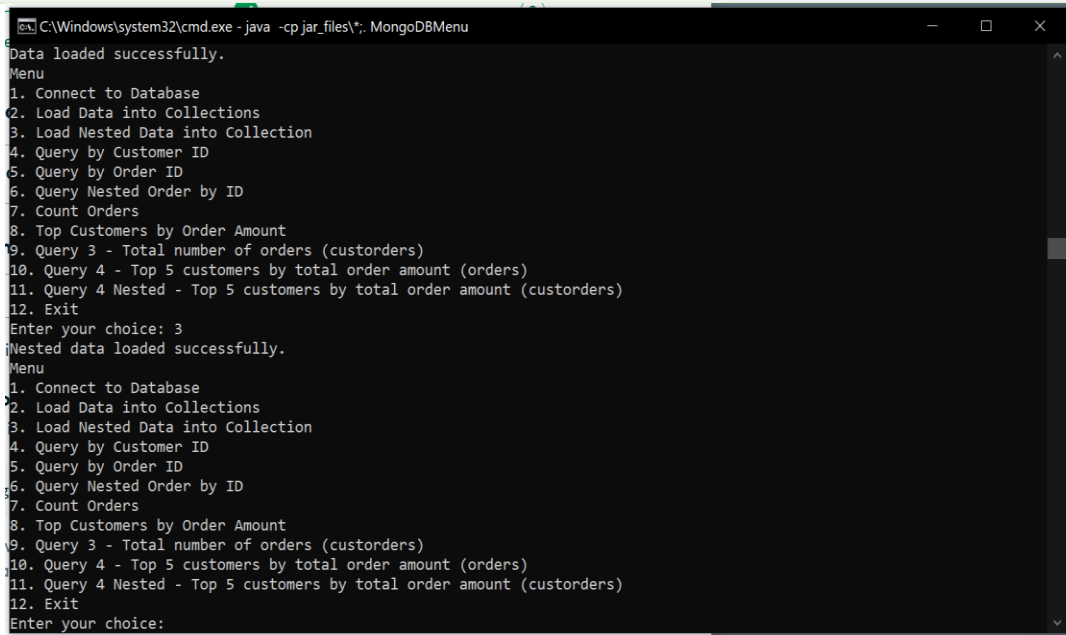 C:\Windows\system32\cmd.exe - java -cp jar_files\*;. MongoDBMenu
Data loaded successfully.
Menu
1. Connect to Database
2. Load Data into Collections
3. Load Nested Data into Collection
4. Query by Customer ID
5. Query by Order ID
6. Query Nested Order by ID
7. Count Orders
8. Top Customers by Order Amount
9. Query 3 - Total number of orders (custorders)
10. Query 4 - Top 5 customers by total order amount (orders)
11. Query 4 Nested - Top 5 customers by total order amount (custorders)
12. Exit
Enter your choice: 3
Nested data loaded successfully.
Menu
1. Connect to Database
2. Load Data into Collections
3. Load Nested Data into Collection
4. Query by Customer ID
5. Query by Order ID
6. Query Nested Order by ID
7. Count Orders
8. Top Customers by Order Amount
9. Query 3 - Total number of orders (custorders)
10. Query 4 - Top 5 customers by total order amount (orders)
11. Query 4 Nested - Top 5 customers by total order amount (custorders)
12. Exit
Enter your choice: